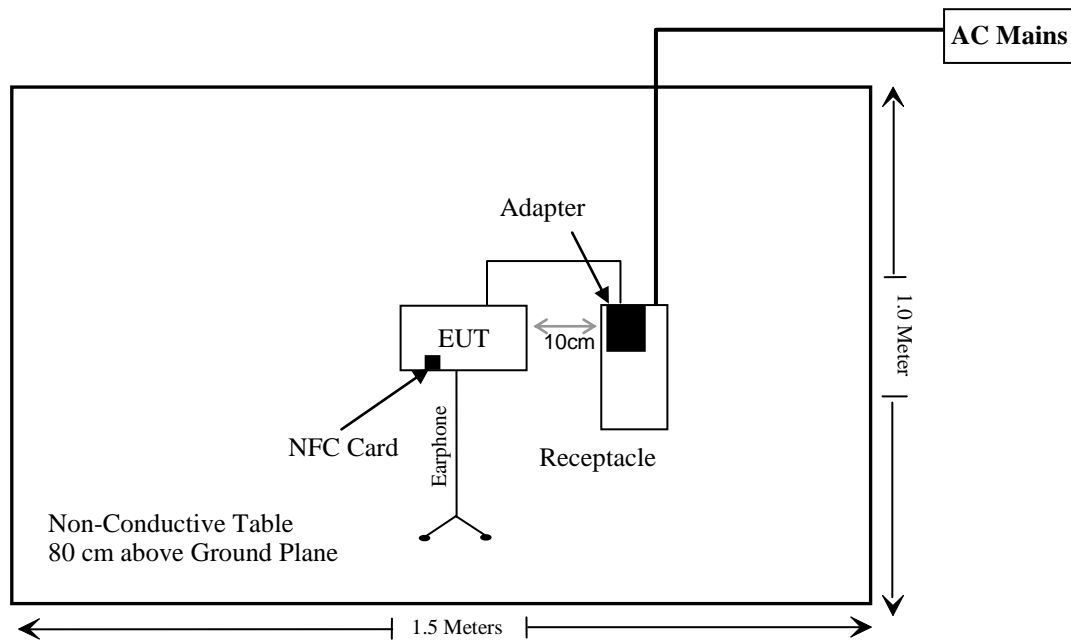 AC Mains
Adapter
EUT
10cm
1.0 Meter
NFC Card
Earphone
Receptacle
Non-Conductive Table
80 cm above Ground Plane
1.5 Meters